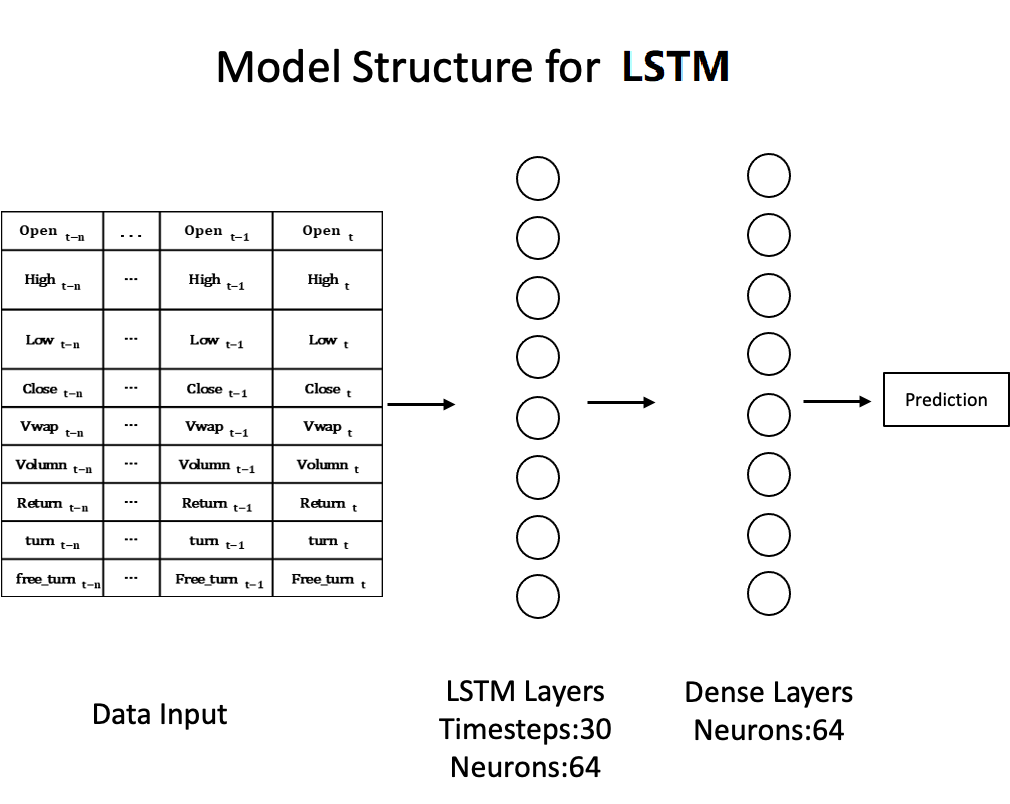 Model Structure for LSTM
Open t−n ... Open t−1 Open t
High t−n ... High t−1 High t
Low t−n ... Low t−1 Low t
Close t−n ... Close t−1 Close t
Vwap t−n ... Vwap t−1 Vwap t
Volumn t−n ... Volumn t−1 Volumn t
Return t−n ... Return t−1 Return t
turn t−n ... turn t−1 turn t
free_turn t−n ... Free_turn t−1 Free_turn t
Prediction
Data Input
LSTM Layers
Timesteps:30
Neurons:64
Dense Layers
Neurons:64